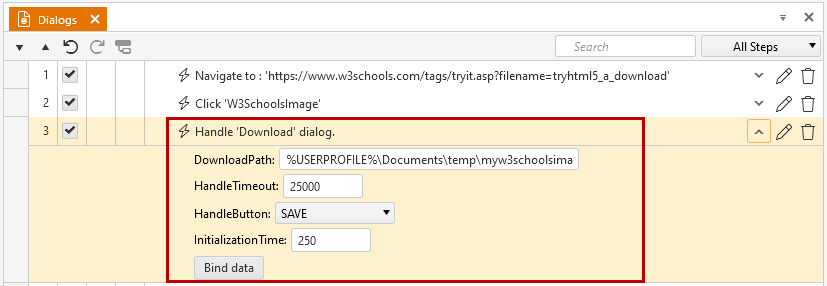 Dialogs
Search
All Steps
1 Navigate to : 'https://www.w3schools.com/tags/tryit.asp?filename=tryhtml5_a_download'
2 Click 'W3SchoolsImage'
3 Handle 'Download' dialog.
DownloadPath: %USERPROFILE%\Documents\temp\myw3schoolsima
HandleTimeout: 25000
HandleButton: SAVE
InitializationTime: 250
Bind data